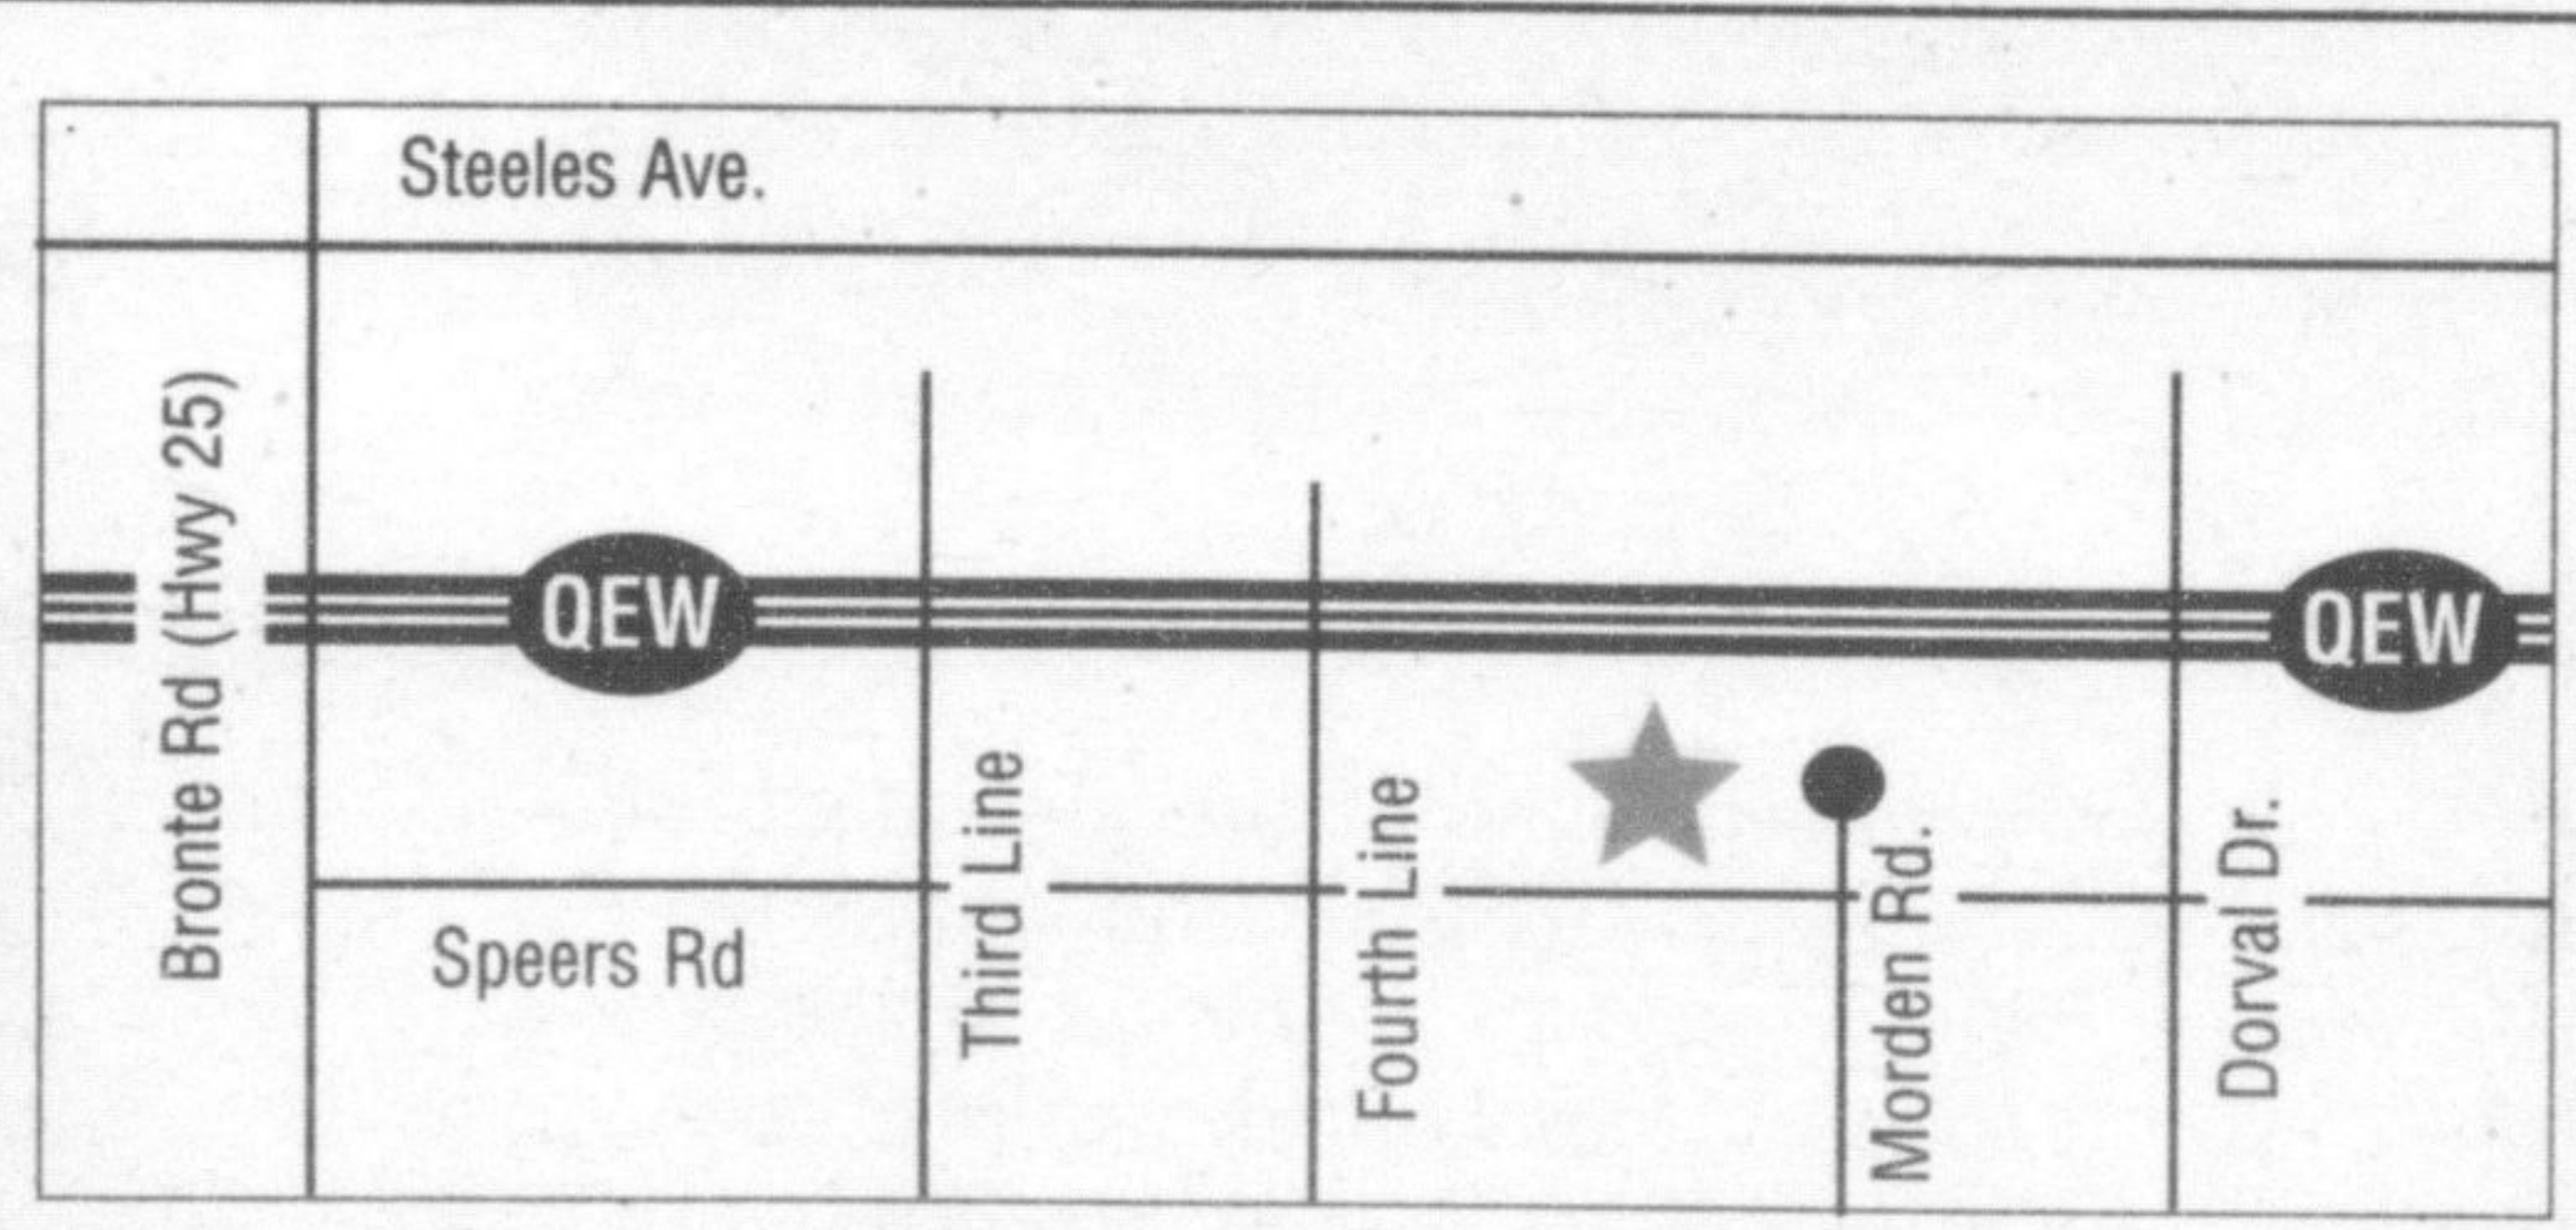 Steeles Ave.
Bronte Rd (Hwy 25)
QEW
QEW
Speers Rd
Third Line
Fourth Line
Morden Rd.
Dorval Dr.